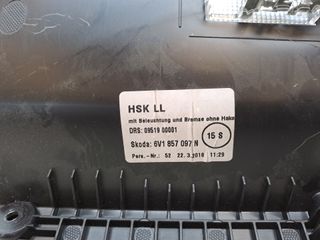 HSK LL
mit Beleuchtung und Bremse ohne Haken
DRS: 09519 00001
15 S
Skoda: 6V1 857 097 N
Pers.-Nr.: 52 22.3.2016 11:29